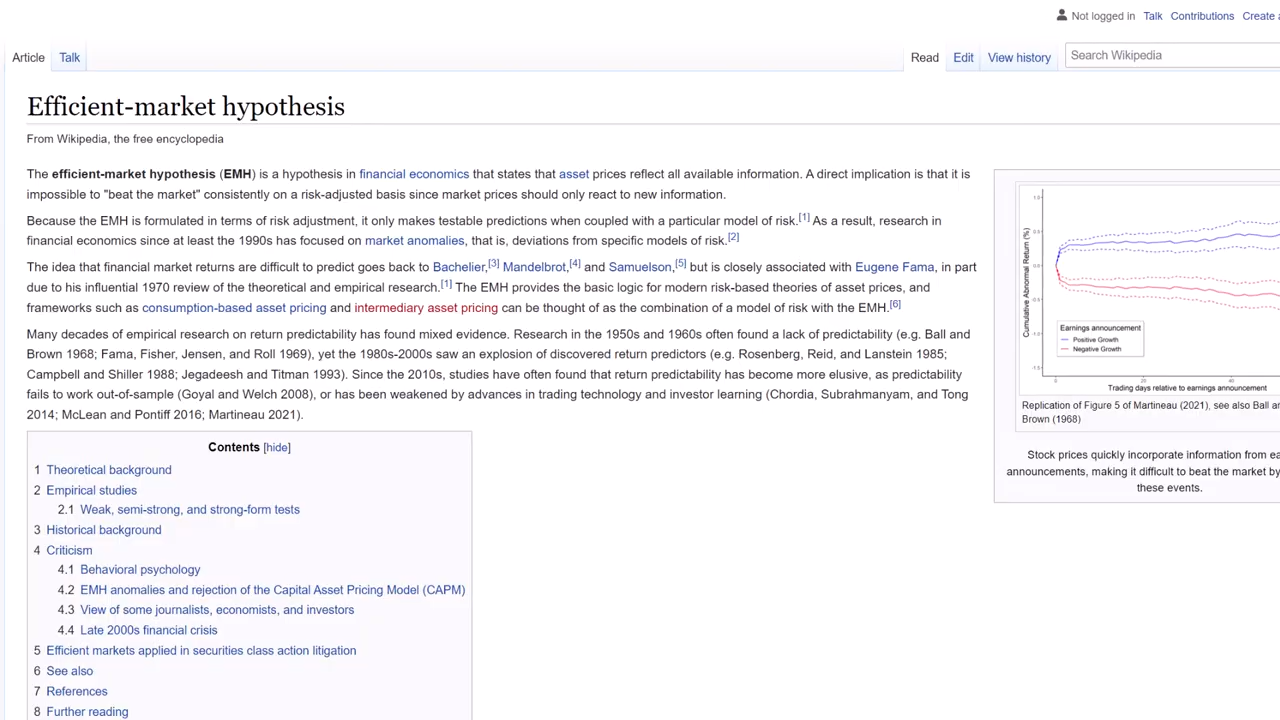 Not logged in Talk Contributions Create a
Article Talk Read Edit View history Search Wikipedia
Efficient-market hypothesis
From Wikipedia, the free encyclopedia
The efficient-market hypothesis (EMH) is a hypothesis in financial economics that states that asset prices reflect all available information. A direct implication is that it is
impossible to "beat the market" consistently on a risk-adjusted basis since market prices should only react to new information.
Because the EMH is formulated in terms of risk adjustment, it only makes testable predictions when coupled with a particular model of risk.[1] As a result, research in
financial economics since at least the 1990s has focused on market anomalies, that is, deviations from specific models of risk.[2]
The idea that financial market returns are difficult to predict goes back to Bachelier,[3] Mandelbrot,[4] and Samuelson,[5] but is closely associated with Eugene Fama, in part
due to his influential 1970 review of the theoretical and empirical research.[1] The EMH provides the basic logic for modern risk-based theories of asset prices, and
frameworks such as consumption-based asset pricing and intermediary asset pricing can be thought of as the combination of a model of risk with the EMH.[6]
Many decades of empirical research on return predictability has found mixed evidence. Research in the 1950s and 1960s often found a lack of predictability (e.g. Ball and
Brown 1968; Fama, Fisher, Jensen, and Roll 1969), yet the 1980s-2000s saw an explosion of discovered return predictors (e.g. Rosenberg, Reid, and Lanstein 1985;
Campbell and Shiller 1988; Jegadeesh and Titman 1993). Since the 2010s, studies have often found that return predictability has become more elusive, as predictability
fails to work out-of-sample (Goyal and Welch 2008), or has been weakened by advances in trading technology and investor learning (Chordia, Subrahmanyam, and Tong
2014; McLean and Pontiff 2016; Martineau 2021).
Contents [hide]
1 Theoretical background
2 Empirical studies
2.1 Weak, semi-strong, and strong-form tests
3 Historical background
4 Criticism
4.1 Behavioral psychology
4.2 EMH anomalies and rejection of the Capital Asset Pricing Model (CAPM)
4.3 View of some journalists, economists, and investors
4.4 Late 2000s financial crisis
5 Efficient markets applied in securities class action litigation
6 See also
7 References
8 Further reading
Cumulative Abnormal Return (%)
1.0
0.5
0.0
-0.5
-1.0
-1.5
Earnings announcement
Positive Growth
Negative Growth
0 20 40
Trading days relative to earnings announcement
Replication of Figure 5 of Martineau (2021), see also Ball an
Brown (1968)
Stock prices quickly incorporate information from ea
announcements, making it difficult to beat the market by
these events.